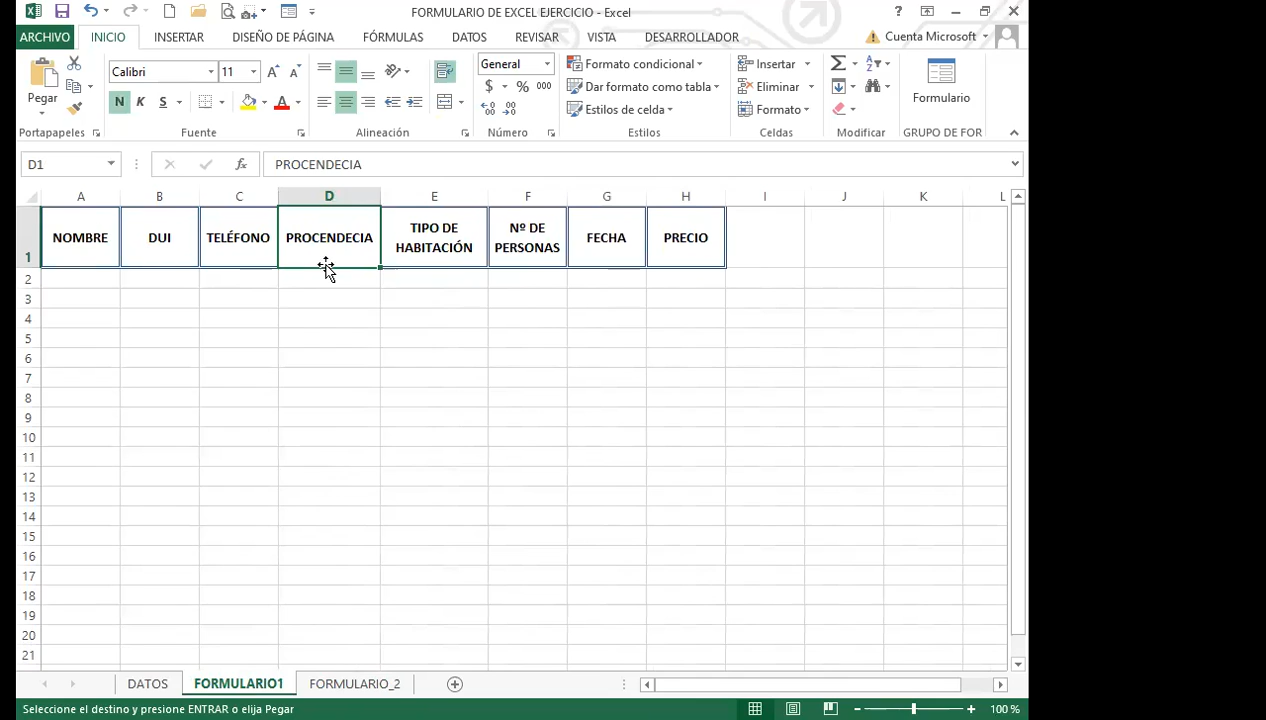 FORMULARIO DE EXCEL EJERCICIO - Excel
ARCHIVO INICIO INSERTAR DISEÑO DE PÁGINA FÓRMULAS DATOS REVISAR VISTA DESARROLLADOR Cuenta Microsoft
Pegar
Calibri 11
N K S
General
$ % 000
Formato condicional
Dar formato como tabla
Estilos de celda
Insertar
Eliminar
Formato
Formulario
Portapapeles Fuente Alineación Número Estilos Celdas Modificar GRUPO DE FOR
D1 fx PROCENDECIA
A B C D E F G H I J K L
1 NOMBRE DUI TELÉFONO PROCENDECIA TIPO DE HABITACIÓN Nº DE PERSONAS FECHA PRECIO
2
3
4
5
6
7
8
9
10
11
12
13
14
15
16
17
18
19
20
21
DATOS FORMULARIO1 FORMULARIO_2
Seleccione el destino y presione ENTRAR o elija Pegar 100 %